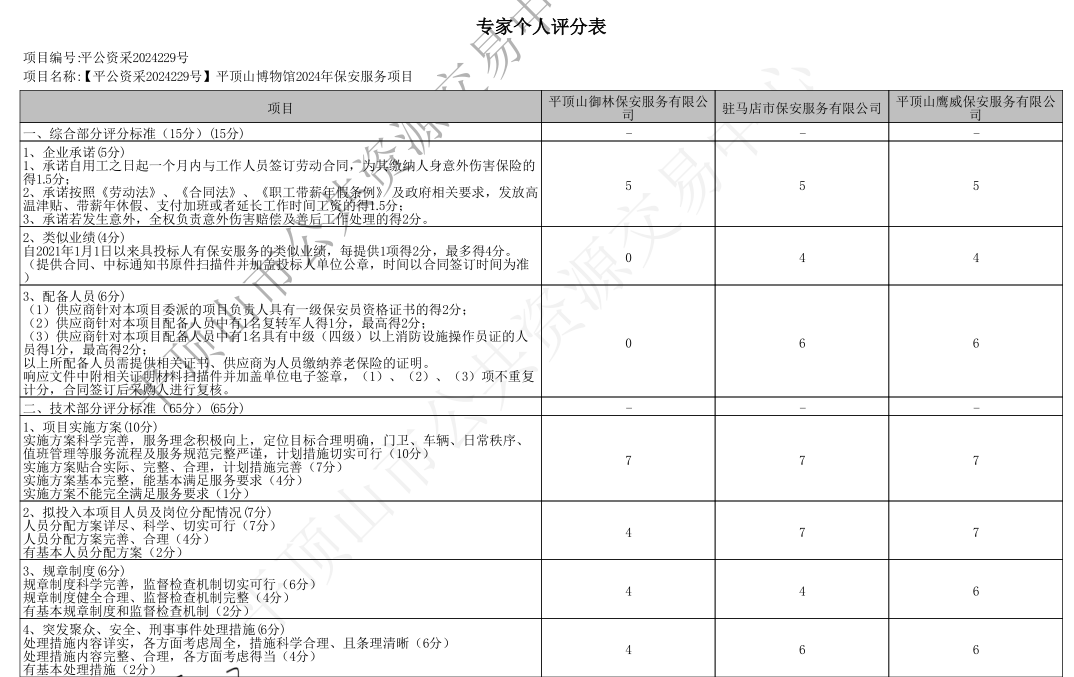 专家个人评分表
项目编号:平公资采2024229号
项目名称:【平公资采2024229号】平顶山博物馆2024年保安服务项目
项目
平顶山御林保安服务有限公
司
驻马店市保安服务有限公司
平顶山鹰威保安服务有限公
司
一、综合部分评分标准（15分）(15分)
–
–
–
1、企业承诺(5分)
1、承诺自用工之日起一个月内与工作人员签订劳动合同，为其缴纳人身意外伤害保险的
得1.5分；
2、承诺按照《劳动法》、《合同法》、《职工带薪年假条例》及政府相关要求，发放高
温津贴、带薪年休假、支付加班或者延长工作时间工资的得1.5分；
3、承诺若发生意外，全权负责意外伤害赔偿及善后工作处理的得2分。
5
5
5
2、类似业绩(4分)
自2021年1月1日以来具投标人有保安服务的类似业绩，每提供1项得2分，最多得4分。
（提供合同、中标通知书原件扫描件并加盖投标人单位公章，时间以合同签订时间为准
）
0
4
4
3、配备人员(6分)
（1）供应商针对本项目委派的项目负责人具有一级保安员资格证书的得2分；
（2）供应商针对本项目配备人员中有1名复转军人得1分，最高得2分；
（3）供应商针对本项目配备人员中有1名具有中级（四级）以上消防设施操作员证的人
员得1分，最高得2分；
以上所配备人员需提供相关证书、供应商为人员缴纳养老保险的证明。
响应文件中附相关证明材料扫描件并加盖单位电子签章，（1）、（2）、（3）项不重复
计分，合同签订后采购人进行复核。
0
6
6
二、技术部分评分标准（65分）(65分)
–
–
–
1、项目实施方案(10分)
实施方案科学完善，服务理念积极向上，定位目标合理明确，门卫、车辆、日常秩序、
值班管理等服务流程及服务规范完整严谨，计划措施切实可行（10分）
实施方案贴合实际、完整、合理，计划措施完善（7分）
实施方案基本完整，能基本满足服务要求（4分）
实施方案不能完全满足服务要求（1分）
7
7
7
2、拟投入本项目人员及岗位分配情况(7分)
人员分配方案详尽、科学、切实可行（7分）
人员分配方案完善、合理（4分）
有基本人员分配方案（2分）
4
7
7
3、规章制度(6分)
规章制度科学完善，监督检查机制切实可行（6分）
规章制度健全合理、监督检查机制完整（4分）
有基本规章制度和监督检查机制（2分）
4
4
6
4、突发聚众、安全、刑事事件处理措施(6分)
处理措施内容详实，各方面考虑周全，措施科学合理、且条理清晰（6分）
处理措施内容完整、合理，各方面考虑得当（4分）
有基本处理措施（2分）
4
6
6
平顶山市公共资源交易中
平顶山市公共资源交易中心